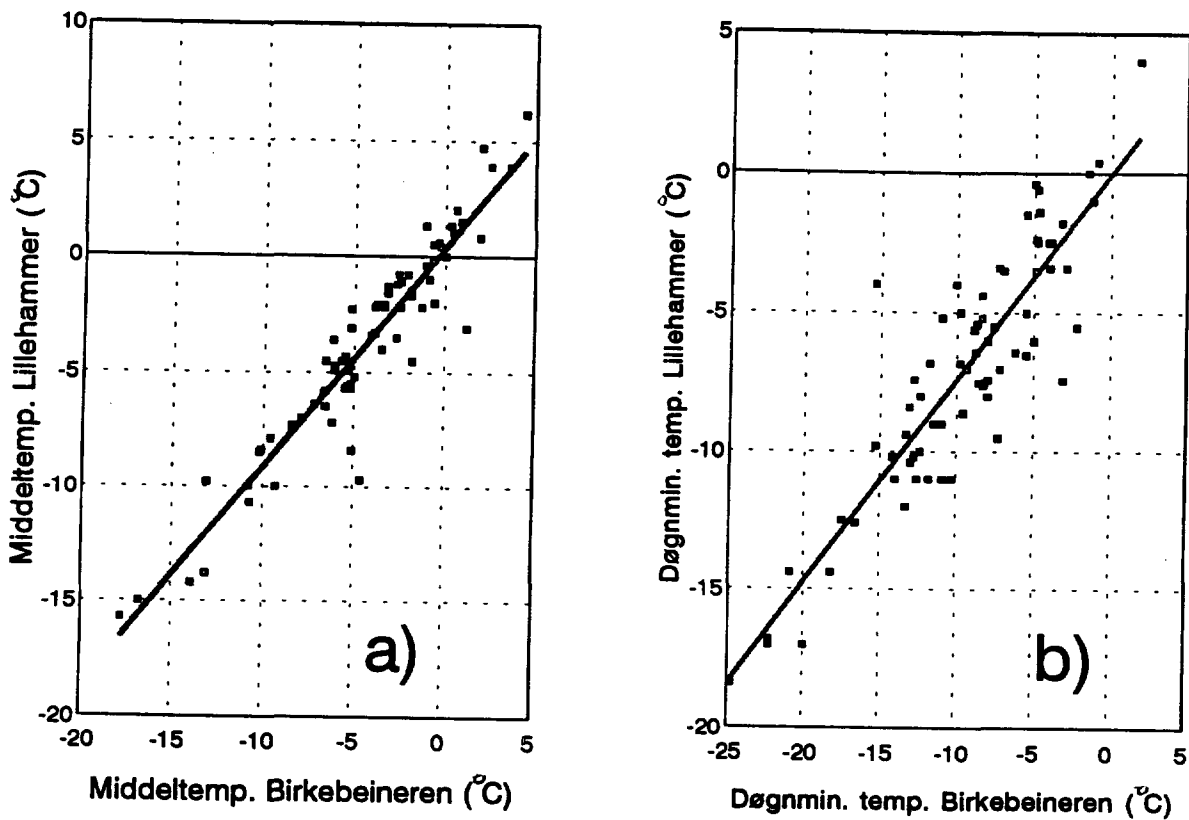 10
5
0
-5
-10
-15
-20
-20 -15 -10 -5 0 5
Middeltemp. Lillehammer (°C)
Middeltemp. Birkebeineren (°C)
a)
5
0
-5
-10
-15
-20
-25 -20 -15 -10 -5 0 5
Døgnmin. temp. Lillehammer (°C)
Døgnmin. temp. Birkebeineren (°C)
b)